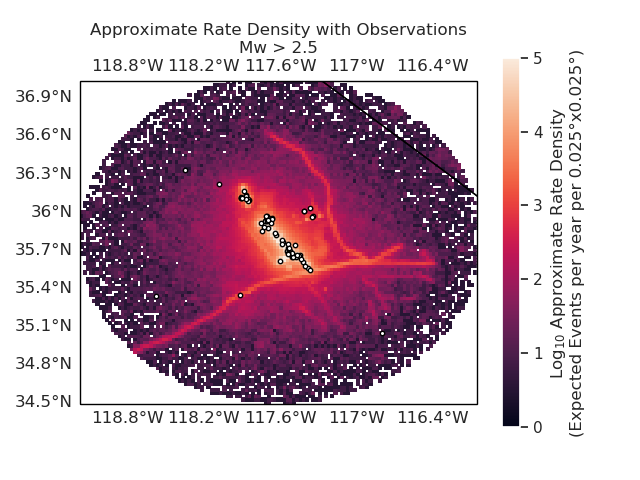 Approximate Rate Density with Observations
Mw > 2.5
118.8°W 118.2°W 117.6°W 117°W 116.4°W
36.9°N
36.6°N
36.3°N
36°N
35.7°N
35.4°N
35.1°N
34.8°N
34.5°N
118.8°W 118.2°W 117.6°W 117°W 116.4°W
5
4
3
2
1
0
Log₁₀ Approximate Rate Density
(Expected Events per year per 0.025°x0.025°)